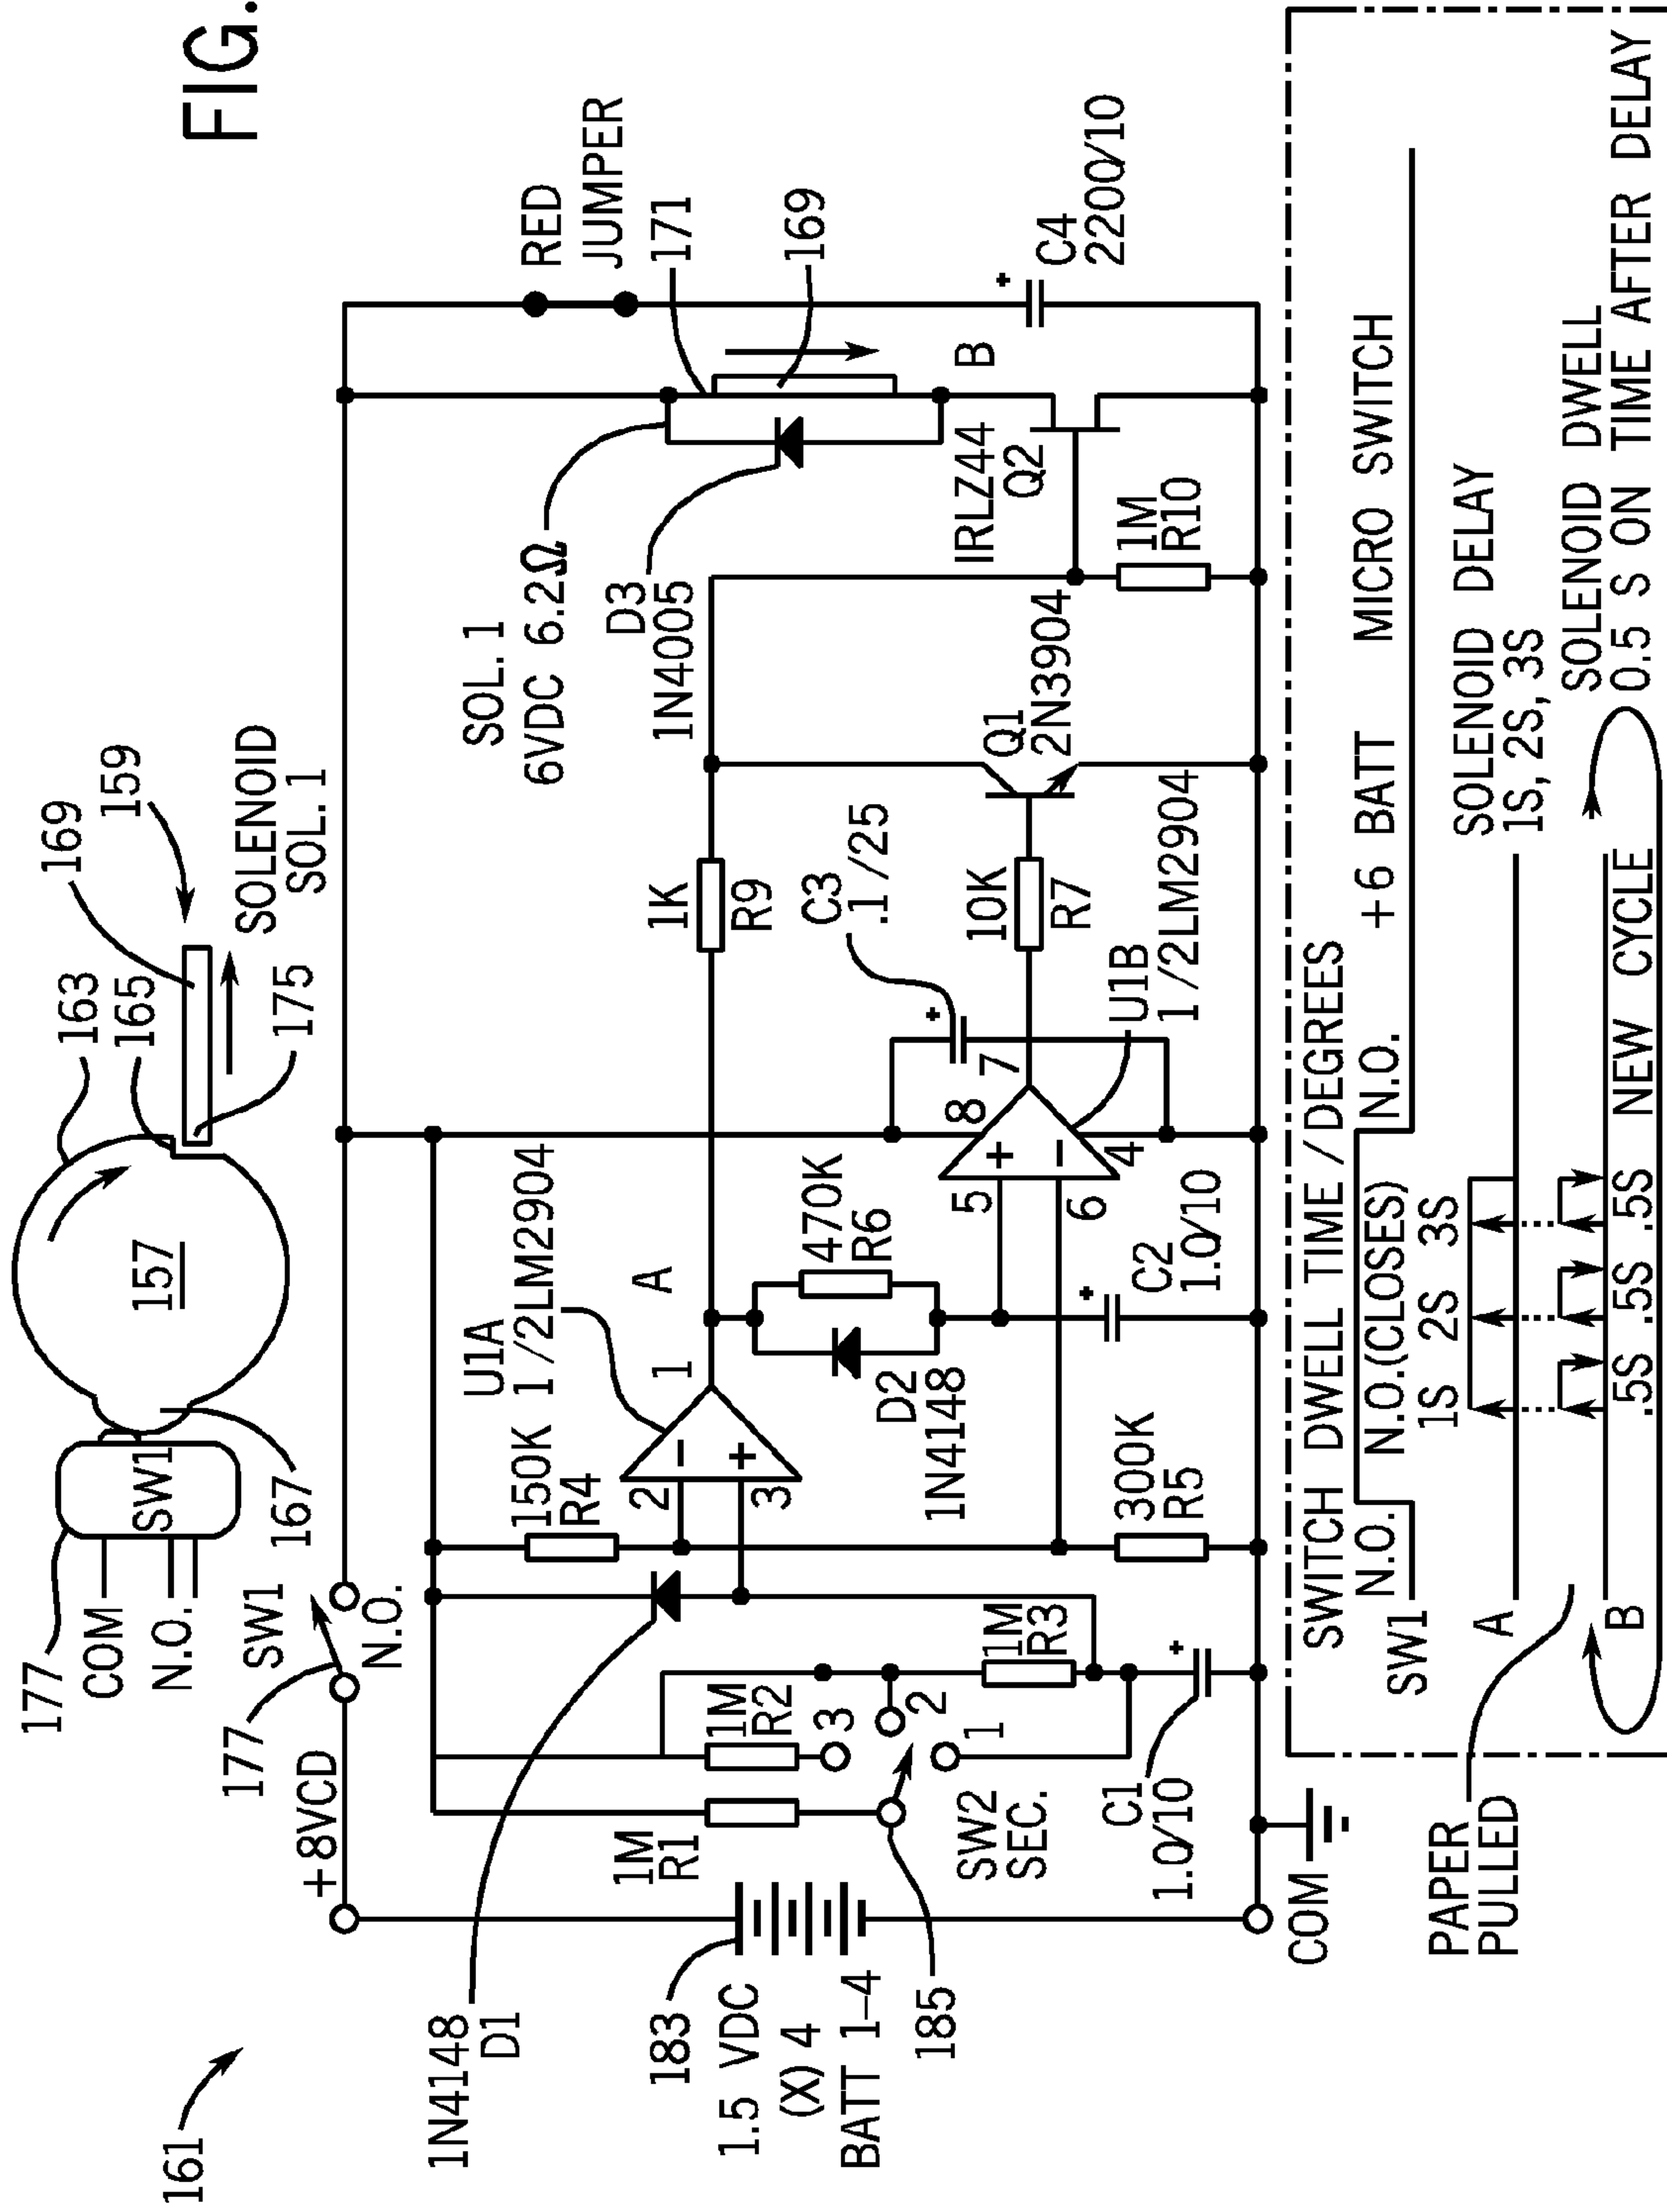 FIG.
161
177
COM
N.O.
SW1
157
167
163
165
169
159
SOLENOID
SOL.1
175
177
SW1
N.O.
+8VCD
1N4148
D1
183
1.5 VDC
(X) 4
BATT 1–4
185
1M
R1
1M
R2
3
2
1
SW2
SEC.
1M
R3
C1
1.0/10
+
COM
150K
R4
2
3
–
+
U1A
1/2LM2904
1
A
D2
1N4148
470K
R6
300K
R5
C2
1.0/10
+
5
6
+
–
8
4
7
C3
.1/25
+
U1B
1/2LM2904
1K
R9
10K
R7
Q1
2N3904
SOL.1
6VDC 6.2Ω
D3
1N4005
IRLZ44
Q2
B
1M
R10
RED
JUMPER
171
169
C4
2200/10
+
SWITCH DWELL TIME/DEGREES
SW1
N.O.
N.O.(CLOSES)
N.O.
+6 BATT
MICRO SWITCH
1S 2S 3S
A
SOLENOID DELAY
1S, 2S, 3S
PAPER
PULLED
B
.5S .5S .5S
NEW CYCLE
SOLENOID DWELL
0.5 S ON TIME AFTER DELAY